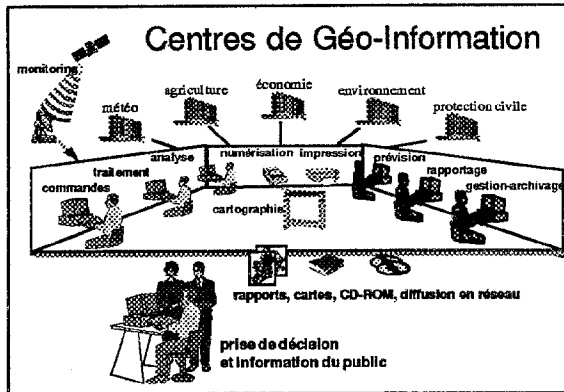 Centres de Géo-Information
monitoring
météo
agriculture
économie
environnement
protection civile
commandes
traitement
analyse
numérisation
impression
prévision
rapportage
gestion-archivage
cartographie
rapports, cartes, CD-ROM, diffusion en réseau
prise de décision
et information du public